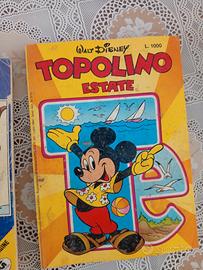 WALT DISNEY
L. 1000
TOPOLINO
ESTATE
Te